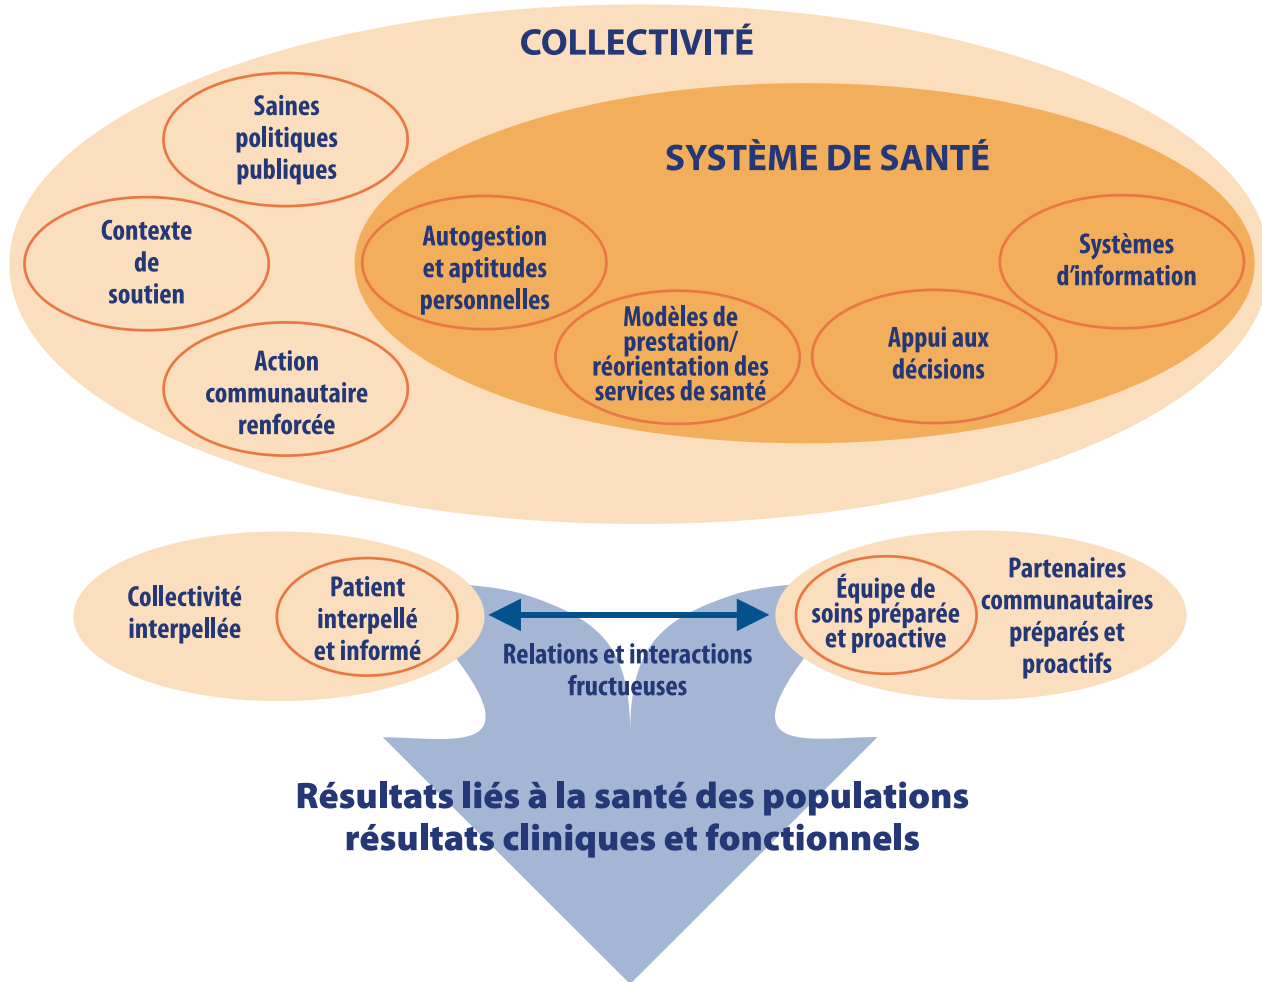 COLLECTIVITÉ
Saines
politiques
publiques
SYSTÈME DE SANTÉ
Contexte
de
soutien
Autogestion
et aptitudes
personnelles
Systèmes
d'information
Modèles de
prestation/
réorientation des
services de santé
Appui aux
décisions
Action
communautaire
renforcée
Collectivité
interpellée
Patient
interpellé
et informé
Relations et interactions
fructueuses
Équipe de
soins préparée
et proactive
Partenaires
communautaires
préparés et
proactifs
Résultats liés à la santé des populations
résultats cliniques et fonctionnels